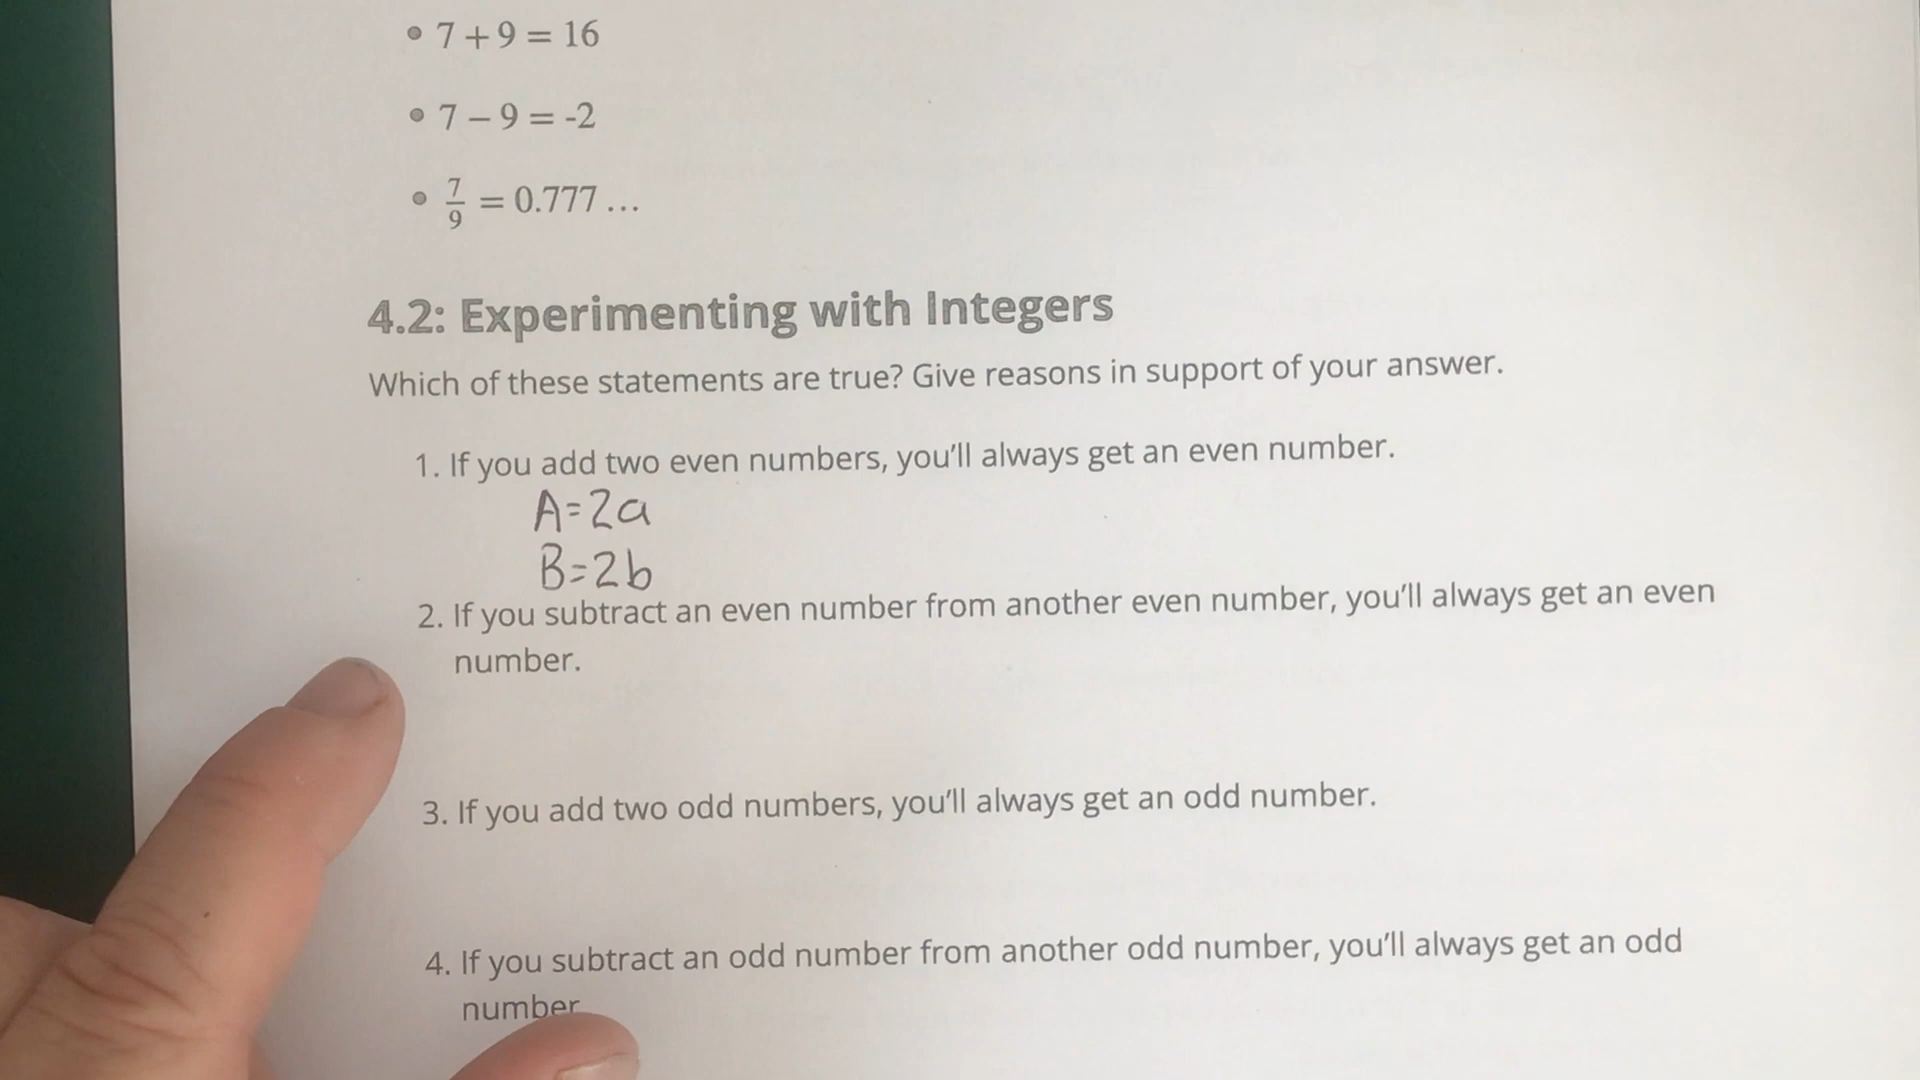 • 7 + 9 = 16
• 7 – 9 = -2
• 7/9 = 0.777 ...
4.2: Experimenting with Integers
Which of these statements are true? Give reasons in support of your answer.
1. If you add two even numbers, you'll always get an even number.
A=2a
B=2b
2. If you subtract an even number from another even number, you'll always get an even
number.
3. If you add two odd numbers, you'll always get an odd number.
4. If you subtract an odd number from another odd number, you'll always get an odd
number